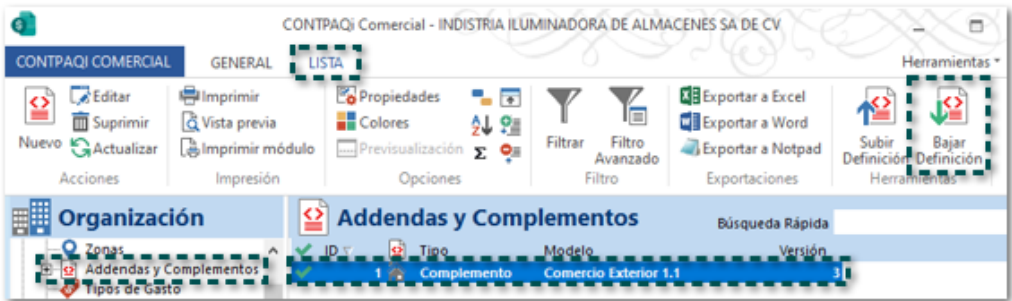 CONTPAQi Comercial - INDISTRIA ILUMINADORA DE ALMACENES SA DE CV
CONTPAQI COMERCIAL GENERAL LISTA Herramientas
Nuevo
Editar
Suprimir
Actualizar
Acciones
Imprimir
Vista previa
Imprimir módulo
Impresión
Propiedades
Colores
Previsualización
Opciones
Filtrar
Filtro
Avanzado
Filtro
Exportar a Excel
Exportar a Word
Exportar a Notpad
Exportaciones
Subir
Definición
Bajar
Definición
Herramientas
Organización
Zonas
Addendas y Complementos
Tipos de Gasto
Addendas y Complementos Búsqueda Rápida
ID Tipo Modelo Versión
1 Complemento Comercio Exterior 1.1 3